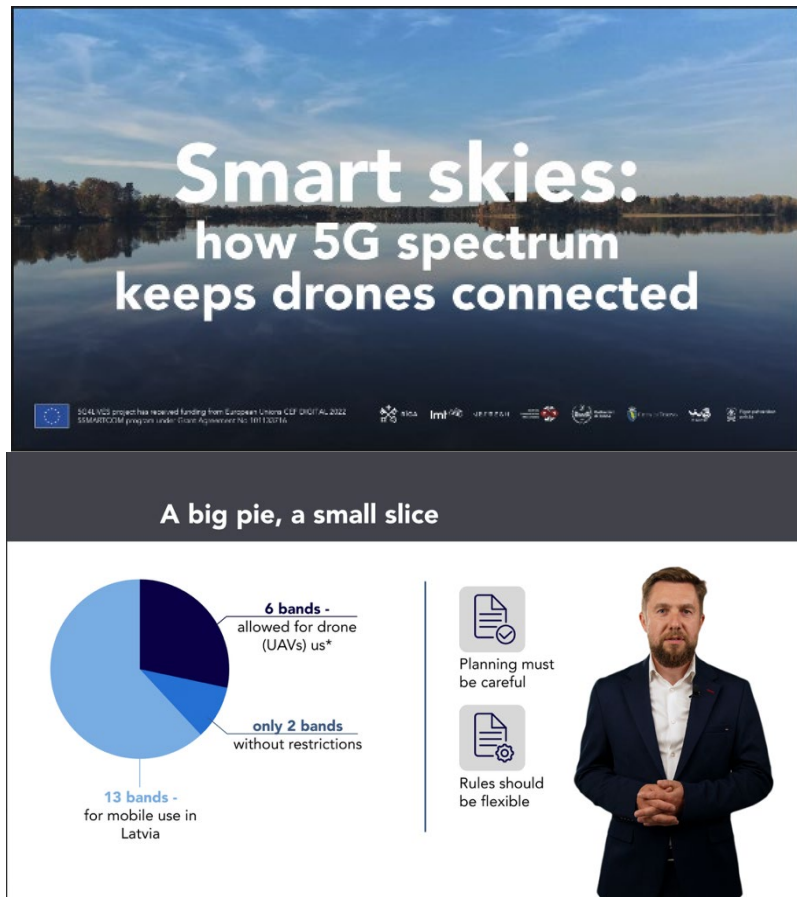 Smart skies:
how 5G spectrum
keeps drones connected
5G4LIVES project has received funding from European Unions CEF DIGITAL 2022
5SMARTCOM program under Grant Agreement No 101133716
RIGA
lmt
A big pie, a small slice
6 bands -
allowed for drone
(UAVs) us*
only 2 bands
without restrictions
13 bands -
for mobile use in
Latvia
Planning must
be careful
Rules should
be flexible